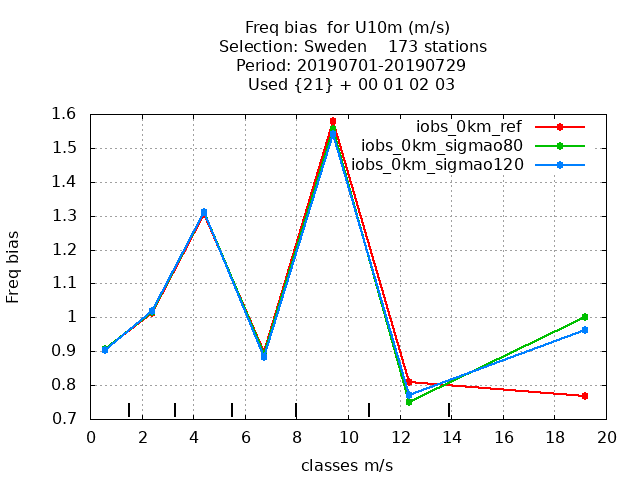 Freq bias  for U10m (m/s)
Selection: Sweden    173 stations
Period: 20190701-20190729
Used {21} + 00 01 02 03
iobs_0km_ref
iobs_0km_sigmao80
iobs_0km_sigmao120
Freq bias
1.6
1.5
1.4
1.3
1.2
1.1
1
0.9
0.8
0.7
0 2 4 6 8 10 12 14 16 18 20
classes m/s